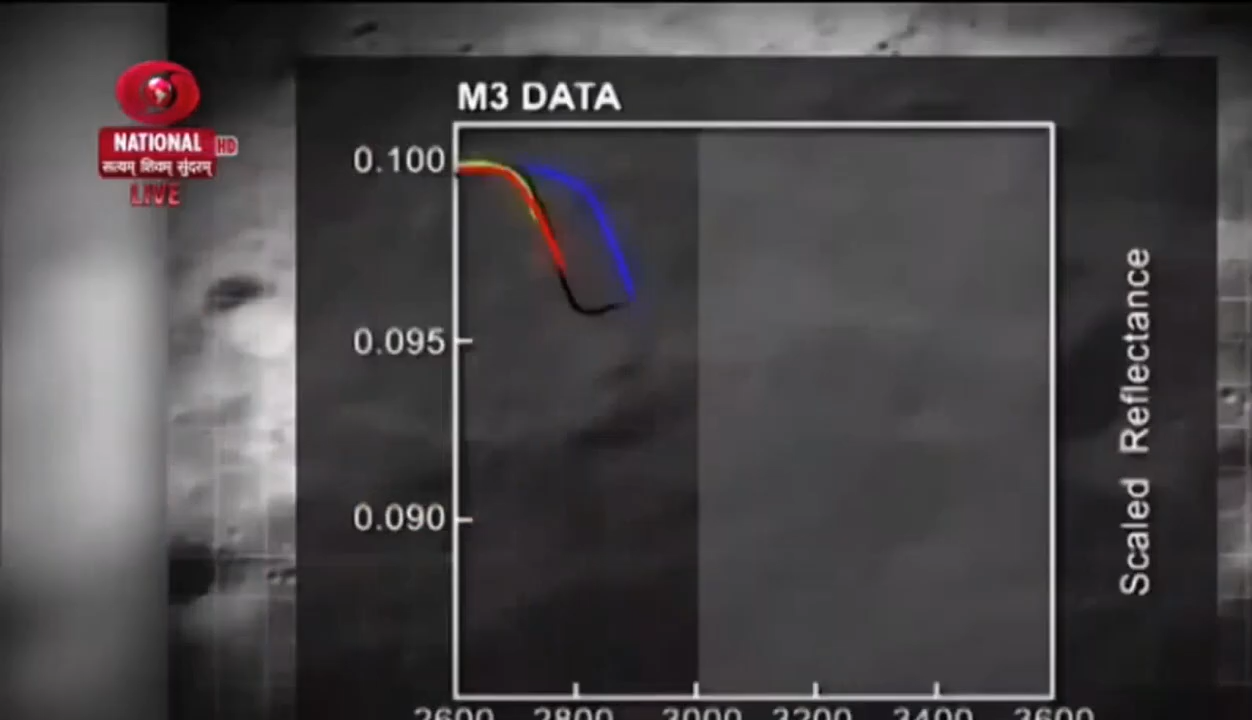 NATIONAL HD
सत्यम् शिवम् सुंदरम्
LIVE
M3 DATA
0.100
0.095
0.090
2600 2800 3000 3200 3400 3600
Scaled Reflectance